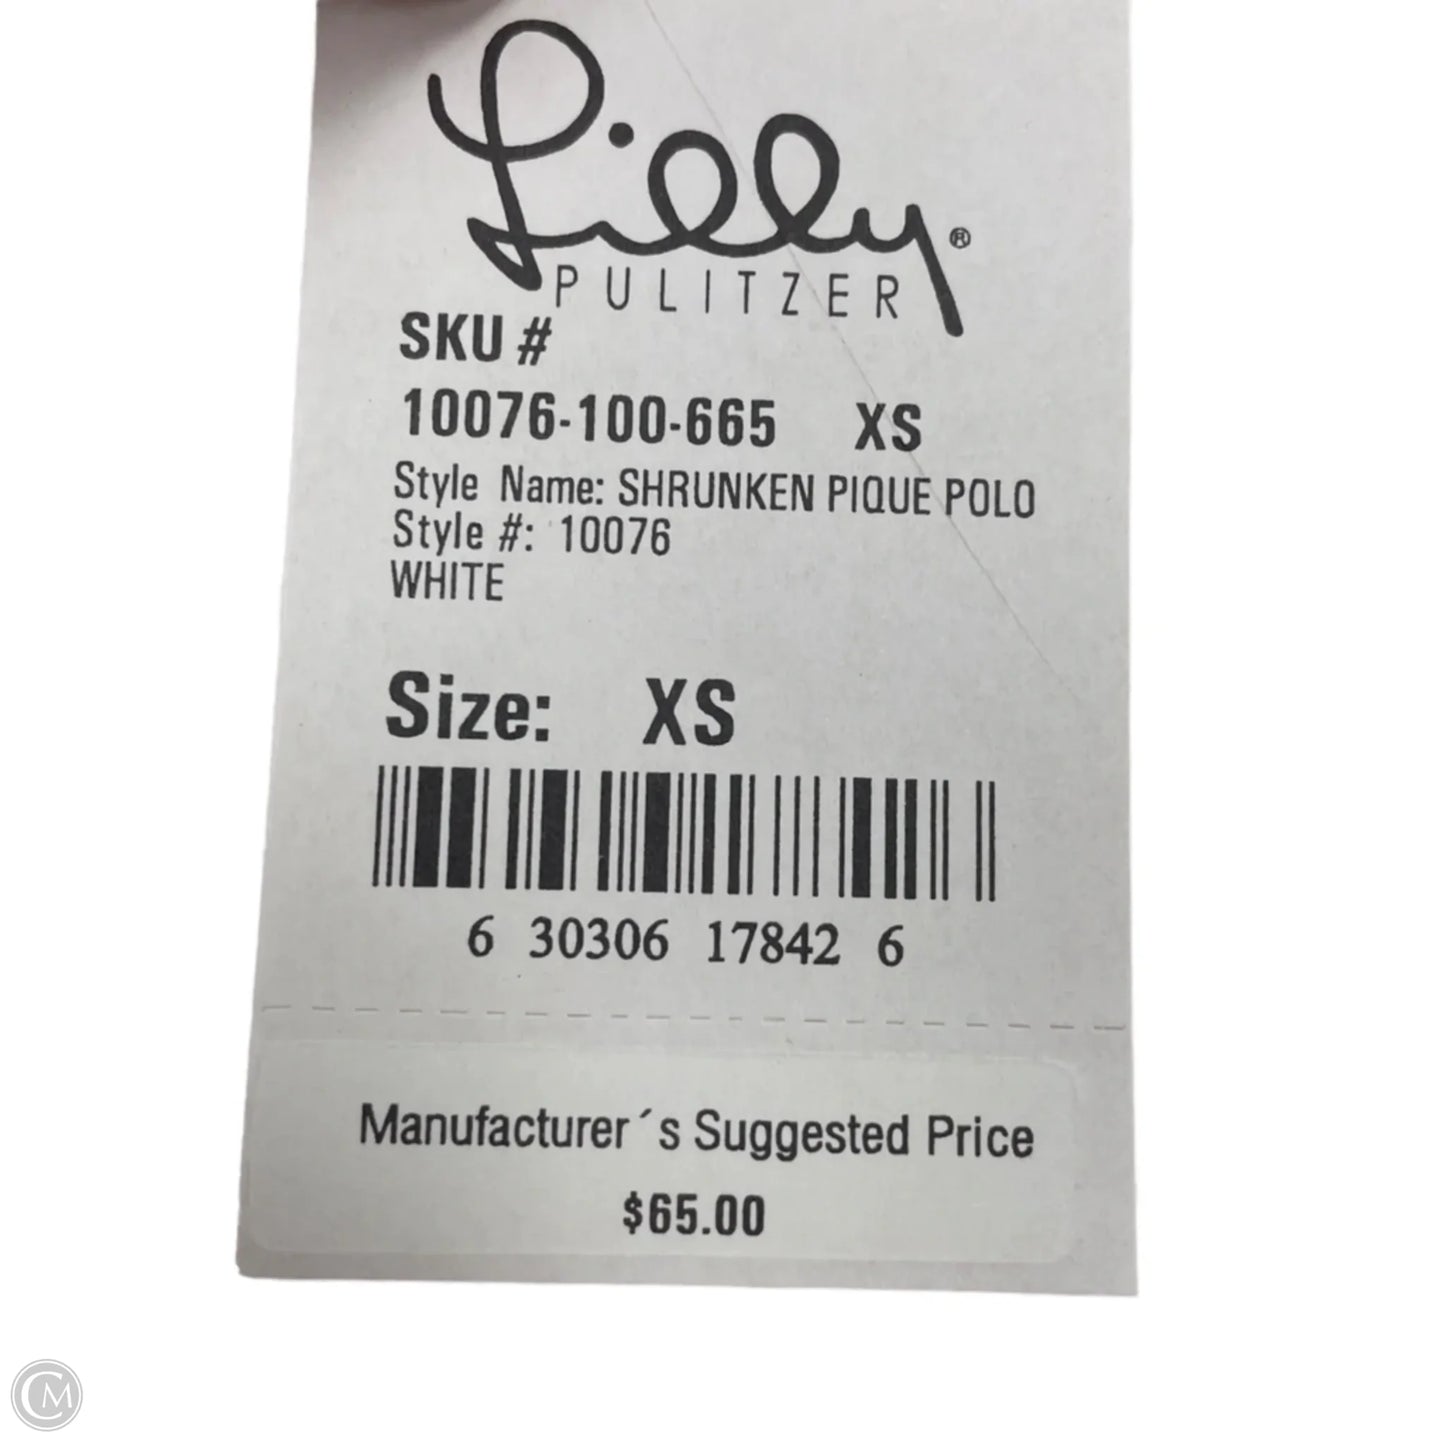 Lilly®
PULITZER
SKU #
10076-100-665 XS
Style Name: SHRUNKEN PIQUE POLO
Style #: 10076
WHITE
Size: XS
6 30306 17842 6
Manufacturer´s Suggested Price
$65.00
CM